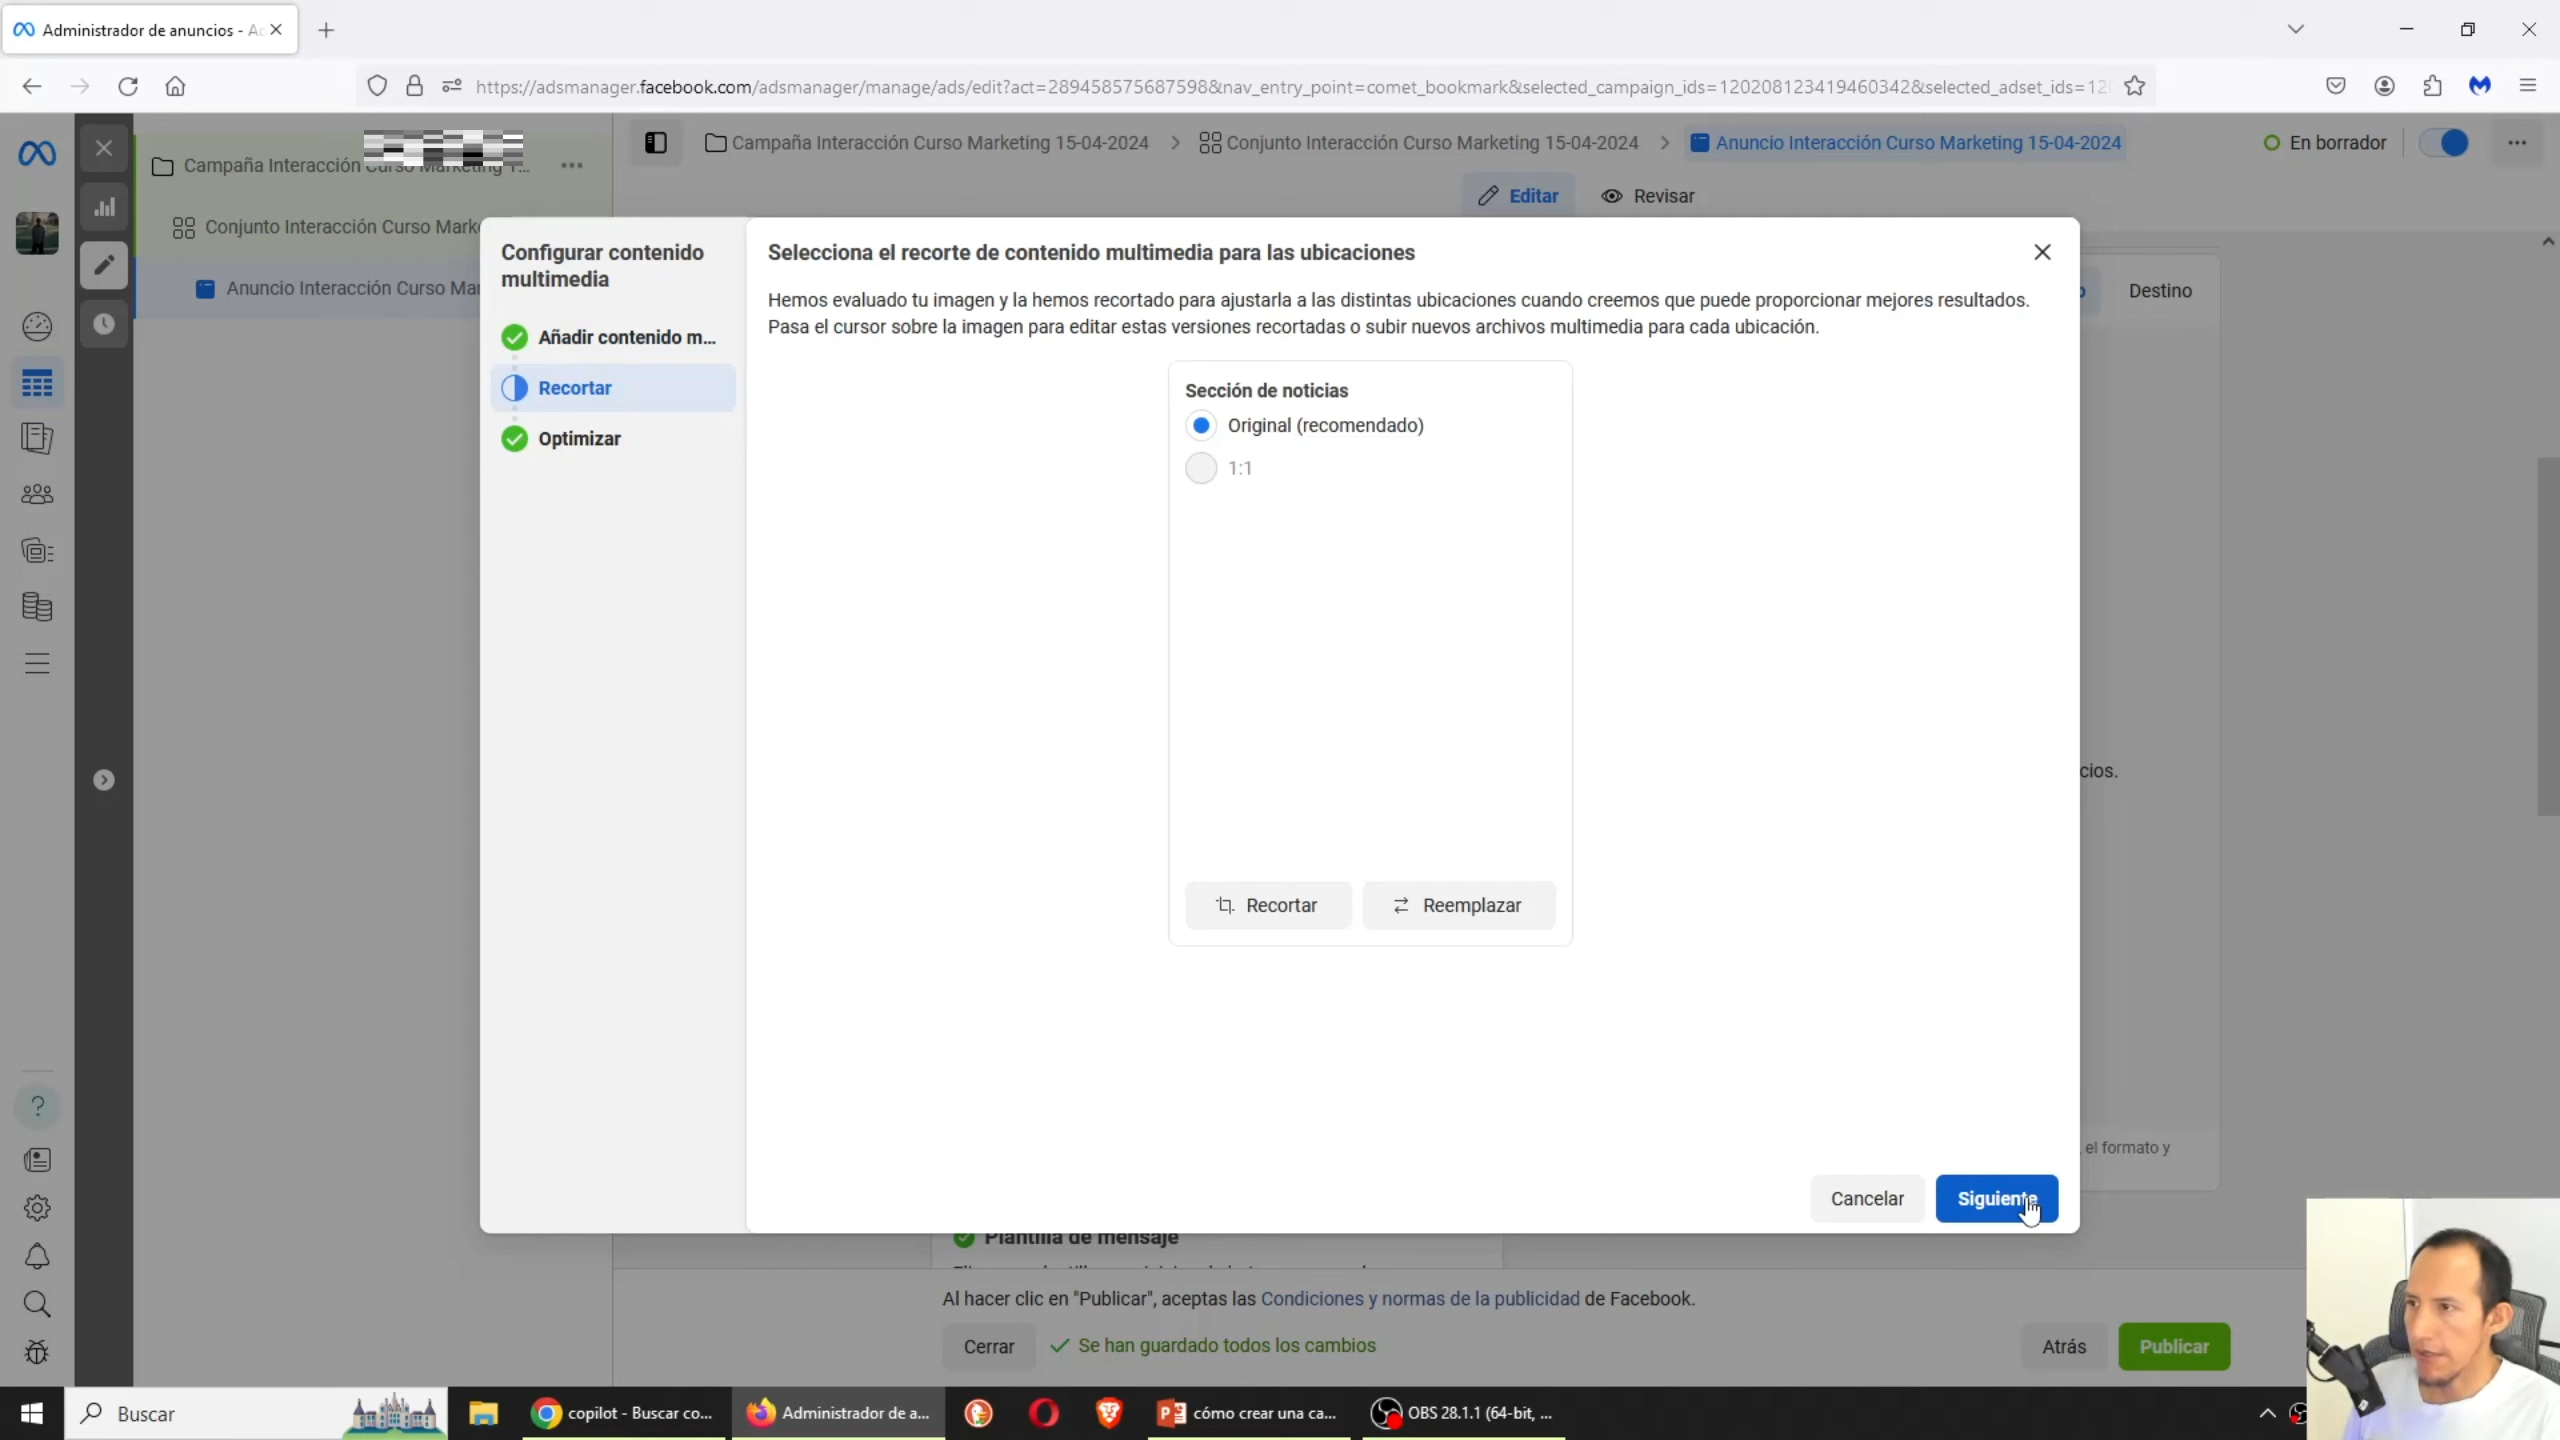 Administrador de anuncios - Ad
https://adsmanager.facebook.com/adsmanager/manage/ads/edit?act=289458575687598&nav_entry_point=comet_bookmark&selected_campaign_ids=120208123419460342&selected_adset_ids=120
Campaña Interacción Curso Marketing 1...
Conjunto Interacción Curso Mark
Anuncio Interacción Curso Mar
Campaña Interacción Curso Marketing 15-04-2024
Conjunto Interacción Curso Marketing 15-04-2024
Anuncio Interacción Curso Marketing 15-04-2024
En borrador
Editar
Revisar
Destino
Configurar contenido
multimedia
Añadir contenido m...
Recortar
Optimizar
Selecciona el recorte de contenido multimedia para las ubicaciones
Hemos evaluado tu imagen y la hemos recortado para ajustarla a las distintas ubicaciones cuando creemos que puede proporcionar mejores resultados.
Pasa el cursor sobre la imagen para editar estas versiones recortadas o subir nuevos archivos multimedia para cada ubicación.
Sección de noticias
Original (recomendado)
1:1
Recortar
Reemplazar
cios.
, el formato y
Cancelar
Siguiente
Plantilla de mensaje
Al hacer clic en "Publicar", aceptas las Condiciones y normas de la publicidad de Facebook.
Cerrar
Se han guardado todos los cambios
Atrás
Publicar
Buscar
copilot - Buscar co...
Administrador de a...
cómo crear una ca...
OBS 28.1.1 (64-bit, ...